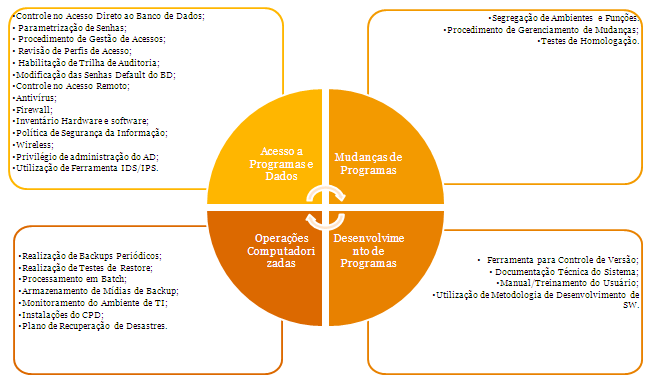 •Controle no Acesso Direto ao Banco de Dados;
• Parametrização de Senhas;
• Procedimento de Gestão de Acessos;
• Revisão de Perfis de Acesso;
• Habilitação de Trilha de Auditoria;
•Modificação das Senhas Default do BD;
•Controle no Acesso Remoto;
•Antivírus;
•Firewall;
•Inventário Hardware e software;
•Política de Segurança da Informação;
•Wireless;
•Privilégio de administração do AD;
•Utilização de Ferramenta IDS/IPS.
•Segregação de Ambientes e Funções.
•Procedimento de Gerenciamento de Mudanças;
•Testes de Homologação.
Acesso a
Programas e
Dados
Mudanças de
Programas
Operações
Computadori
zadas
Desenvolvime
nto de
Programas
•Realização de Backups Periódicos;
•Realização de Testes de Restore;
•Processamento em Batch;
•Armazenamento de Mídias de Backup;
•Monitoramento do Ambiente de TI;
•Instalações do CPD;
•Plano de Recuperação de Desastres.
• Ferramenta para Controle de Versão;
• Documentação Técnica do Sistema;
• Manual/Treinamento do Usuário;
•Utilização de Metodologia de Desenvolvimento de
SW.